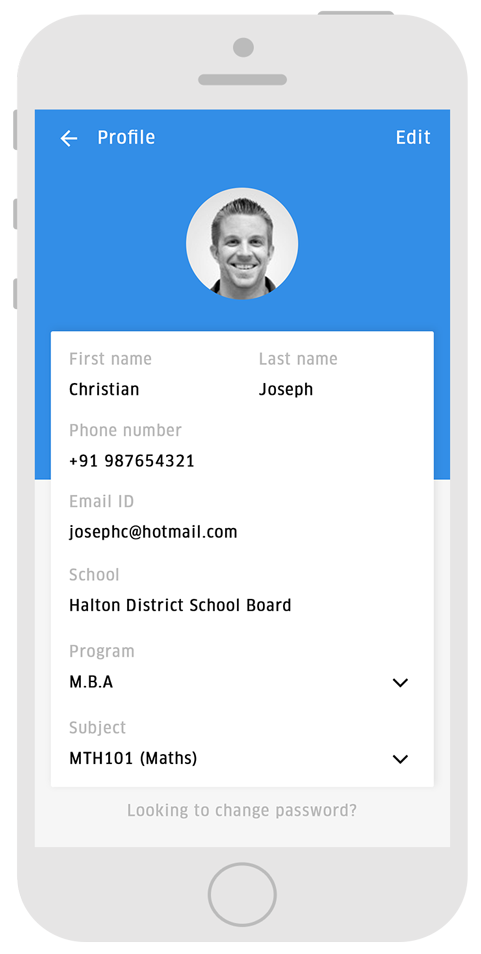 Profile Edit
First name Last name
Christian Joseph
Phone number
+91 987654321
Email ID
josephc@hotmail.com
School
Halton District School Board
Program
M.B.A
Subject
MTH101 (Maths)
Looking to change password?